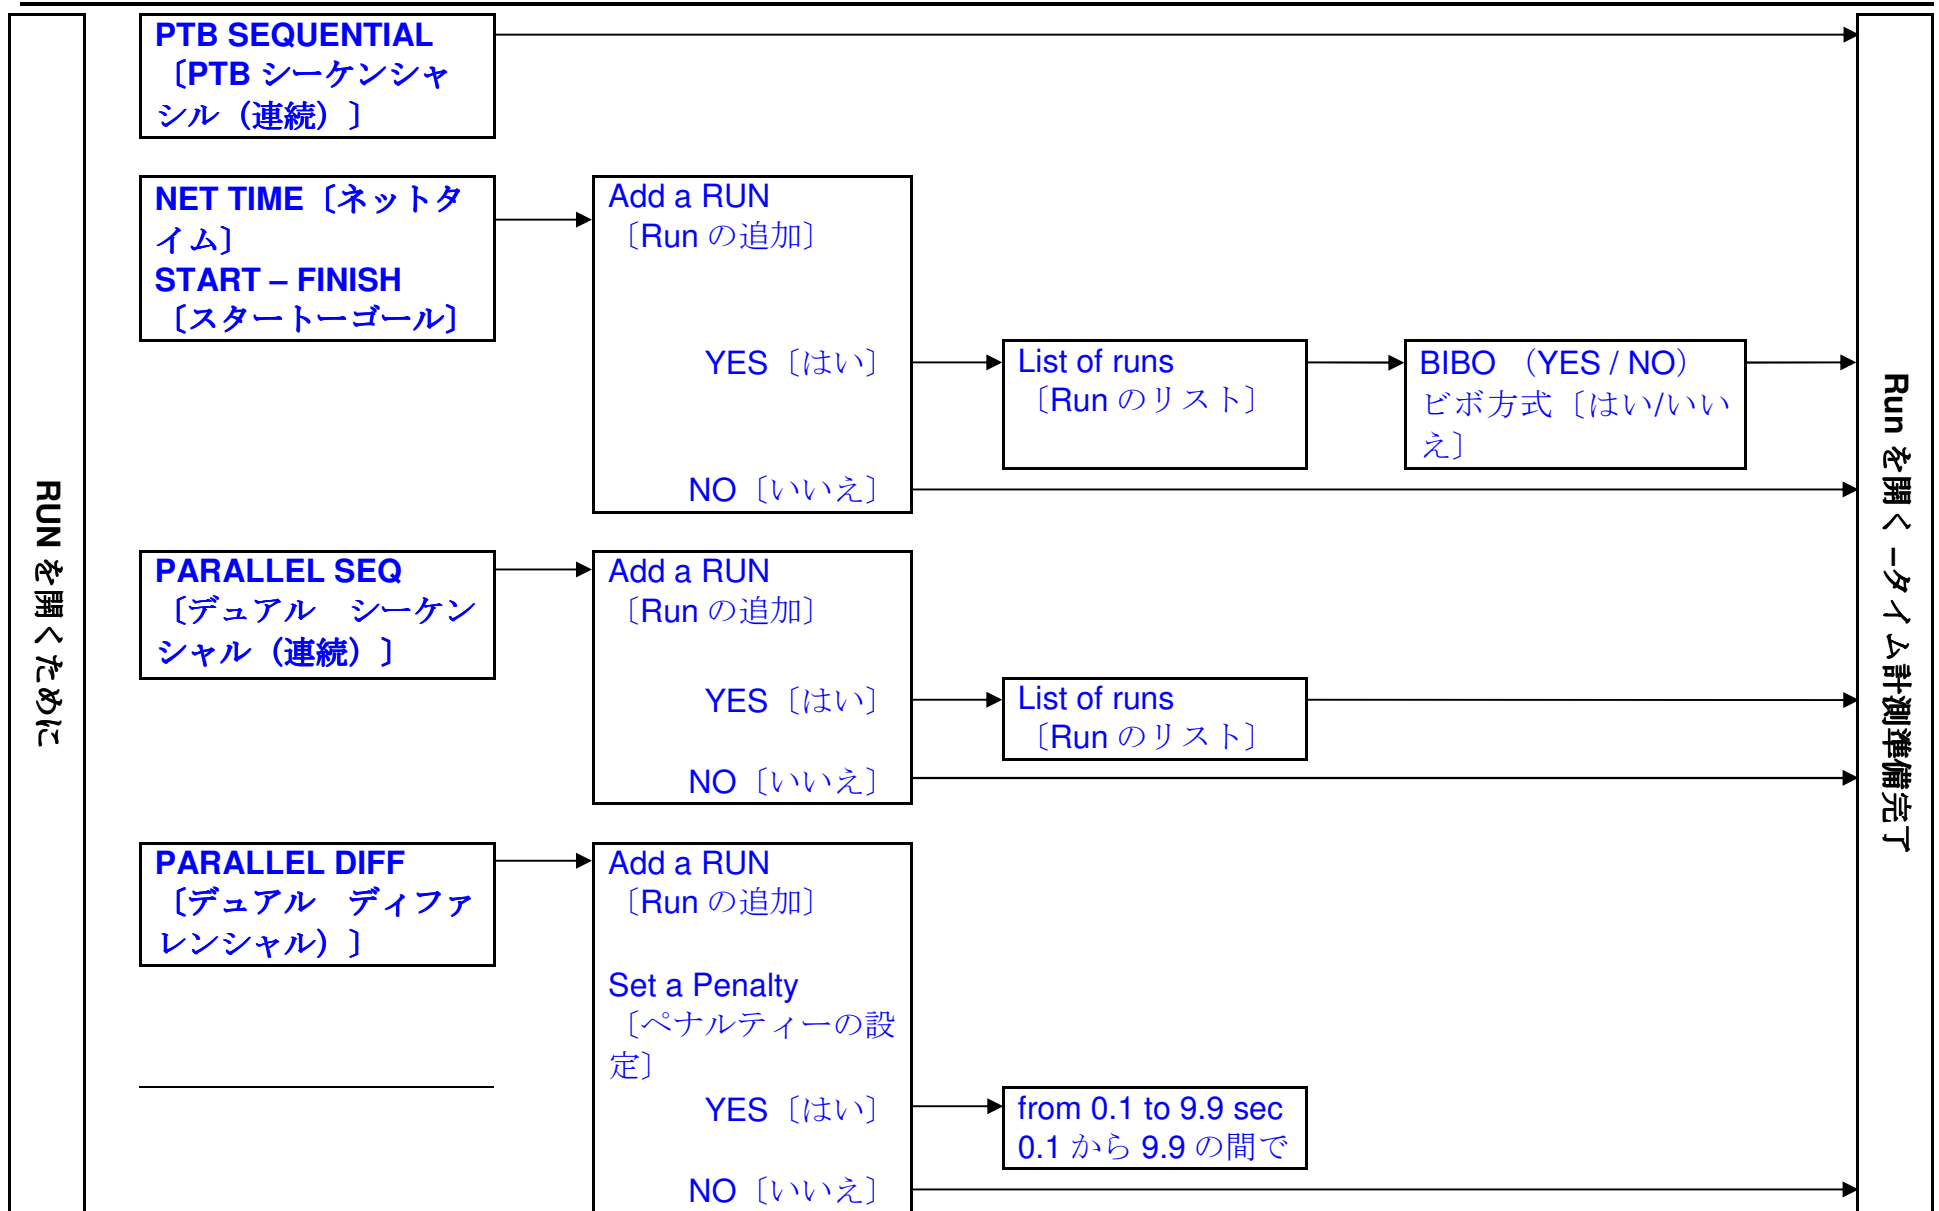 RUN を開くために
PTB SEQUENTIAL
〔PTB シーケンシャ
シル（連続）〕
NET TIME〔ネットタ
イム〕
START – FINISH
〔スタートーゴール〕
Add a RUN
〔Run の追加〕
YES〔はい〕
NO〔いいえ〕
List of runs
〔Run のリスト〕
BIBO （YES / NO）
ビボ方式〔はい/いい
え〕
PARALLEL SEQ
〔デュアル　シーケン
シャル（連続）〕
Add a RUN
〔Run の追加〕
YES〔はい〕
NO〔いいえ〕
List of runs
〔Run のリスト〕
PARALLEL DIFF
〔デュアル　ディファ
レンシャル）〕
Add a RUN
〔Run の追加〕
Set a Penalty
〔ペナルティーの設
定〕
YES〔はい〕
NO〔いいえ〕
from 0.1 to 9.9 sec
0.1 から 9.9 の間で
Run を開く –タイム計測準備完了